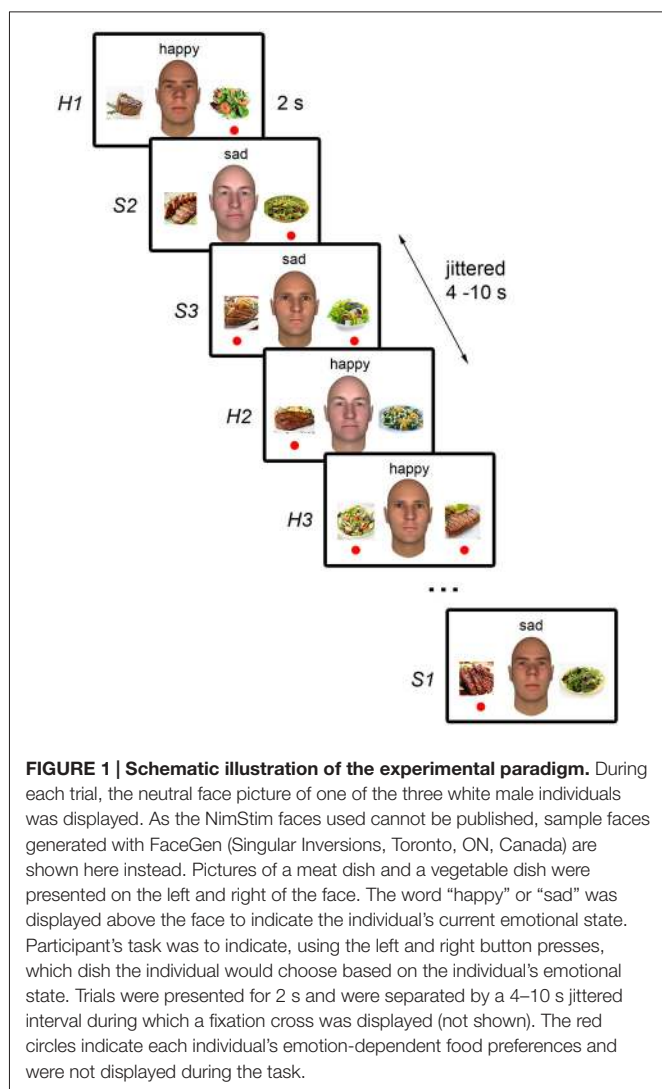 happy
H1
2 s
sad
S2
sad
S3
jittered
4 -10 s
happy
H2
happy
H3
...
sad
S1
FIGURE 1 | Schematic illustration of the experimental paradigm. During
each trial, the neutral face picture of one of the three white male individuals
was displayed. As the NimStim faces used cannot be published, sample faces
generated with FaceGen (Singular Inversions, Toronto, ON, Canada) are
shown here instead. Pictures of a meat dish and a vegetable dish were
presented on the left and right of the face. The word “happy” or “sad” was
displayed above the face to indicate the individual’s current emotional state.
Participant’s task was to indicate, using the left and right button presses,
which dish the individual would choose based on the individual’s emotional
state. Trials were presented for 2 s and were separated by a 4–10 s jittered
interval during which a fixation cross was displayed (not shown). The red
circles indicate each individual’s emotion-dependent food preferences and
were not displayed during the task.